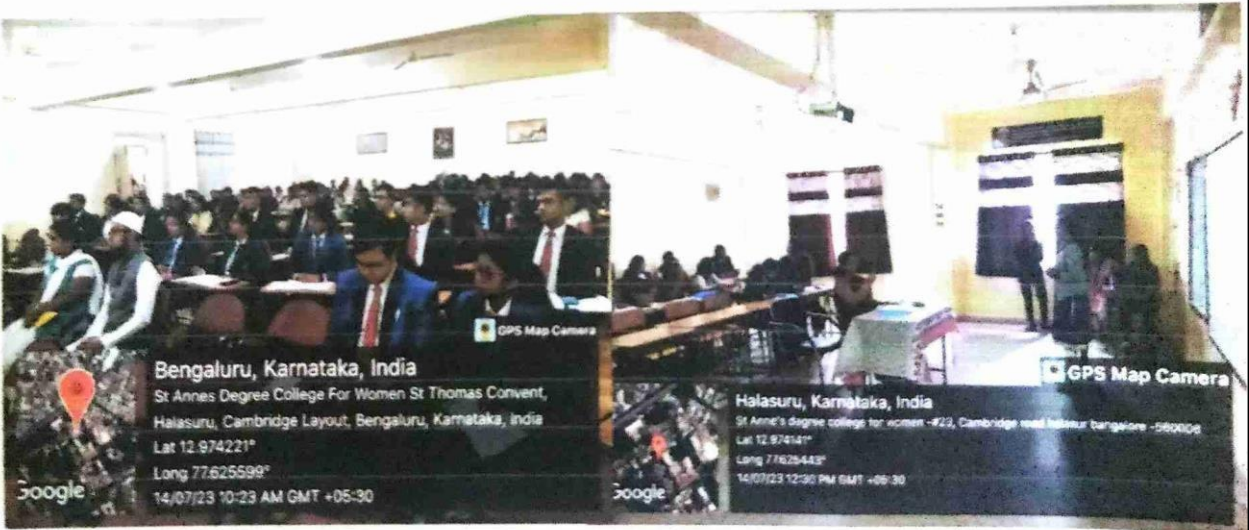 GPS Map Camera
Bengaluru, Karnataka, India
St Annes Degree College For Women St Thomas Convent,
Halasuru, Cambridge Layout, Bengaluru, Karnataka, India
Lat 12.974221°
Long 77.625599°
14/07/23 10:23 AM GMT +05:30
Google
GPS Map Camera
Halasuru, Karnataka, India
St Anne's degree college for women -#23, Cambridge road halasur bangalore -560008
Lat 12.974141°
Long 77.625443°
14/07/23 12:30 PM GMT +05:30
Google